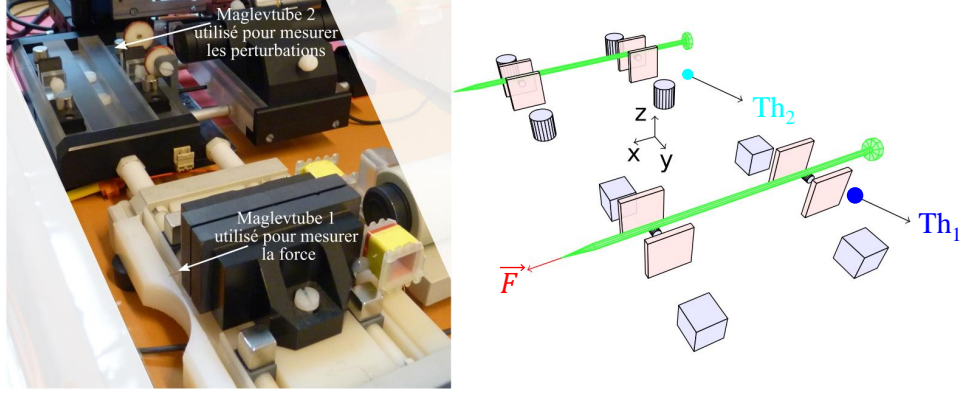 Maglevtube 2
utilisé pour mesurer
les perturbations
Maglevtube 1
utilisé pour mesurer
la force
z
x
y
Th₂
Th₁
F